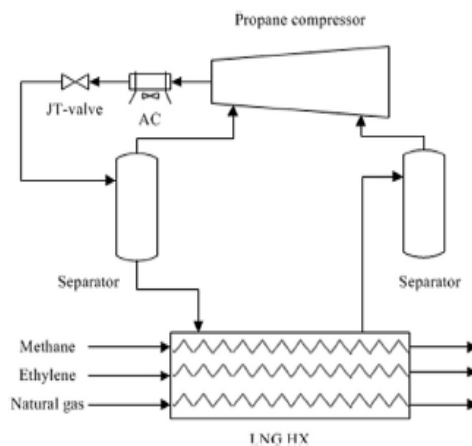 Propane compressor
JT-valve
AC
Separator
Separator
Methane
Ethylene
Natural gas
LNG HX